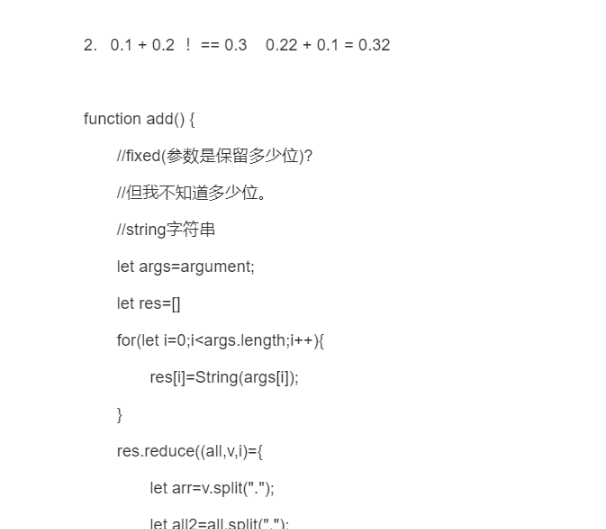 2. 0.1 + 0.2 ！ == 0.3 0.22 + 0.1 = 0.32
function add() {
//fixed(参数是保留多少位)?
//但我不知道多少位。
//string字符串
let args=argument;
let res=[]
for(let i=0;i<args.length;i++){
res[i]=String(args[i]);
}
res.reduce((all,v,i)={
let arr=v.split(".");
let all2=all.split(".");